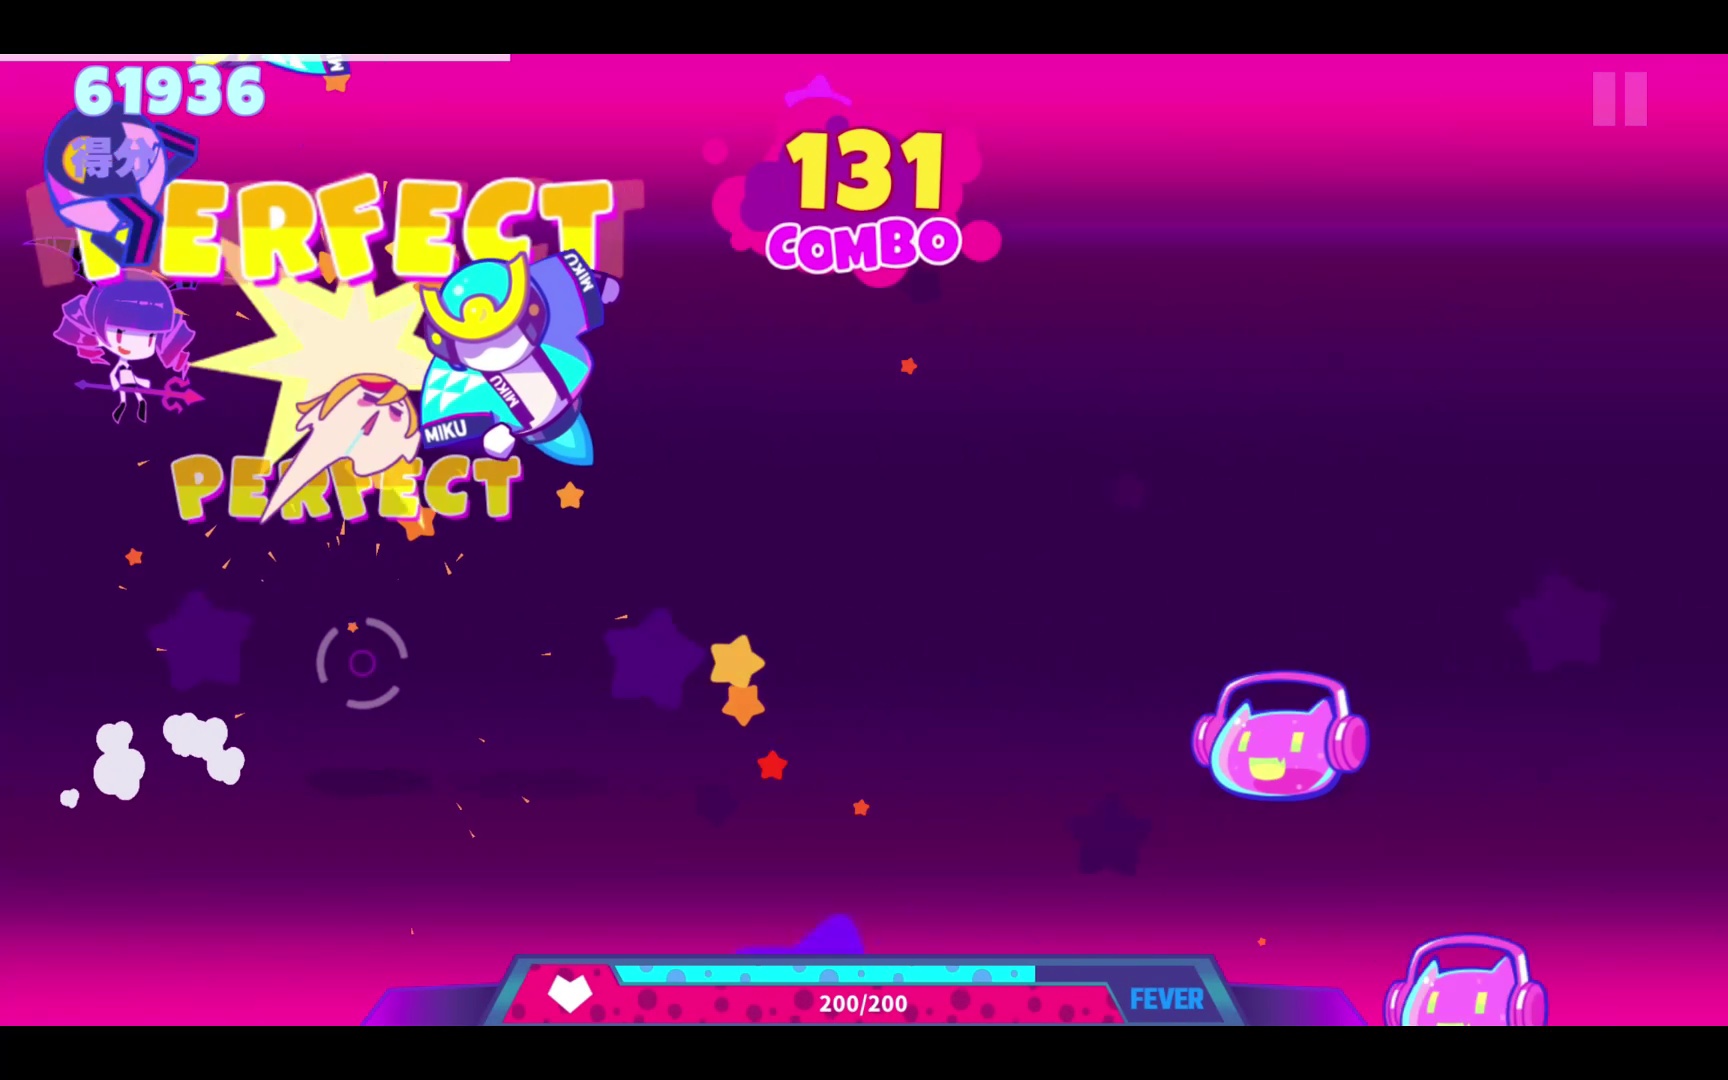 61936
得分
131
COMBO
PERFECT
MIKU
MIKU
MIKU
PERFECT
200/200
FEVER